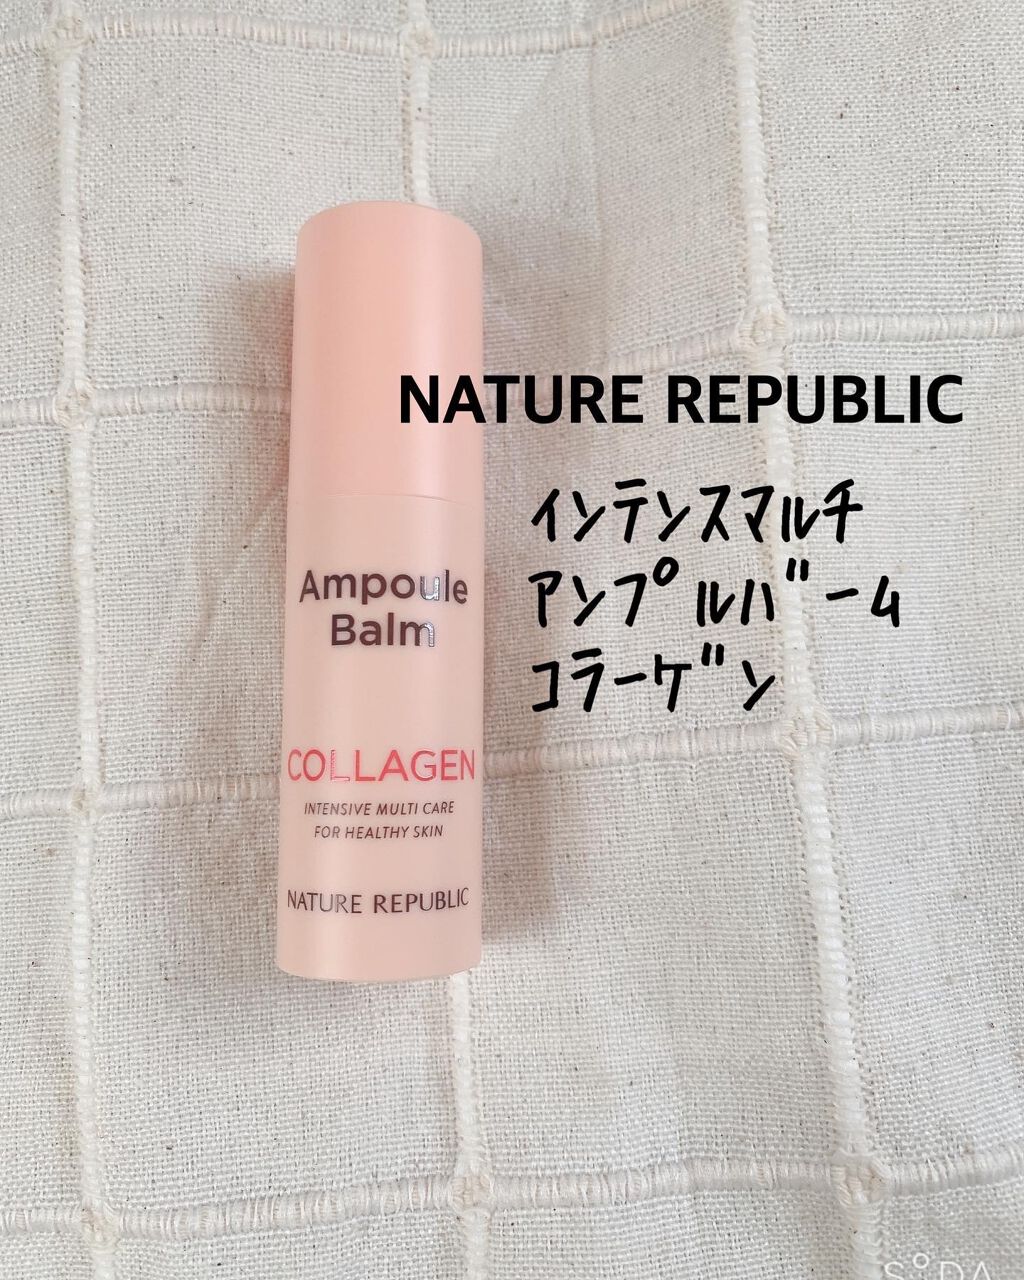 NATURE REPUBLIC
ｲﾝﾃﾝｽﾏﾙﾁ
ｱﾝﾌﾟﾙﾊﾞｰﾑ
ｺﾗｰｹﾞﾝ
Ampoule
Balm
COLLAGEN
INTENSIVE MULTI CARE
FOR HEALTHY SKIN
NATURE REPUBLIC
S°DA